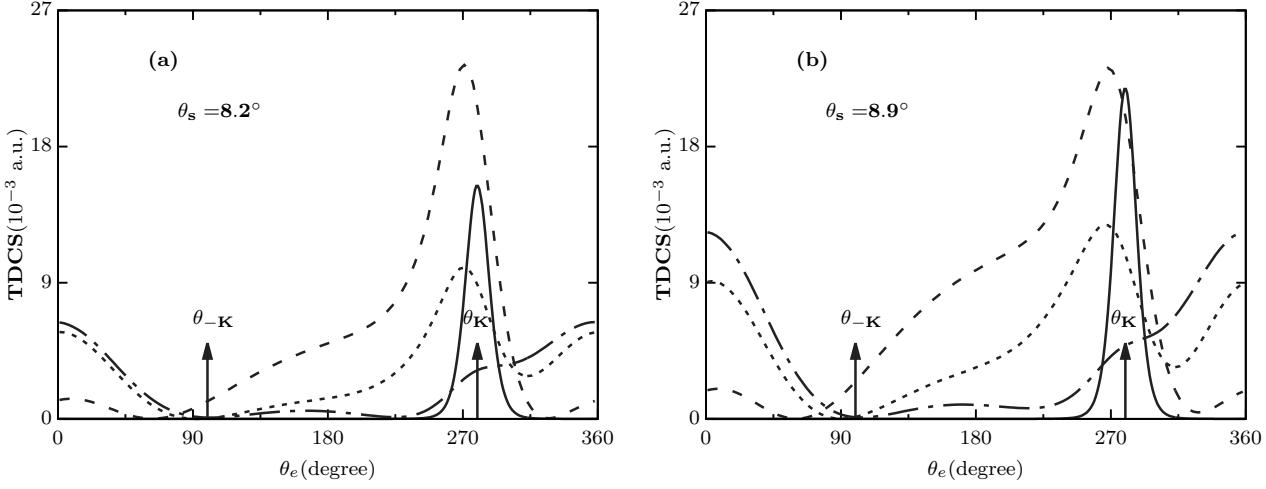 27
18
9
0
TDCS(10⁻³ a.u.)
(a)
θs =8.2°
θ−K
θK
0 90 180 270 360
θe(degree)
27
18
9
0
TDCS(10⁻³ a.u.)
(b)
θs =8.9°
θ−K
θK
0 90 180 270 360
θe(degree)